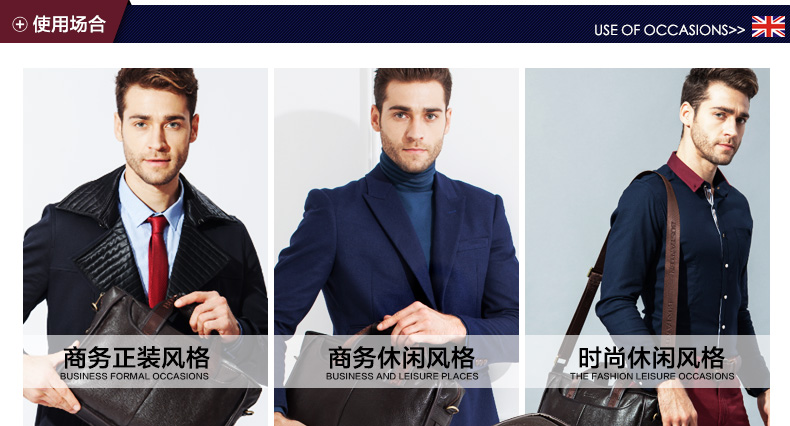 使用场合
USE OF OCCASIONS>>
商务正装风格
BUSINESS FORMAL OCCASIONS
商务休闲风格
BUSINESS AND LEISURE PLACES
时尚休闲风格
THE FASHION LEISURE OCCASIONS